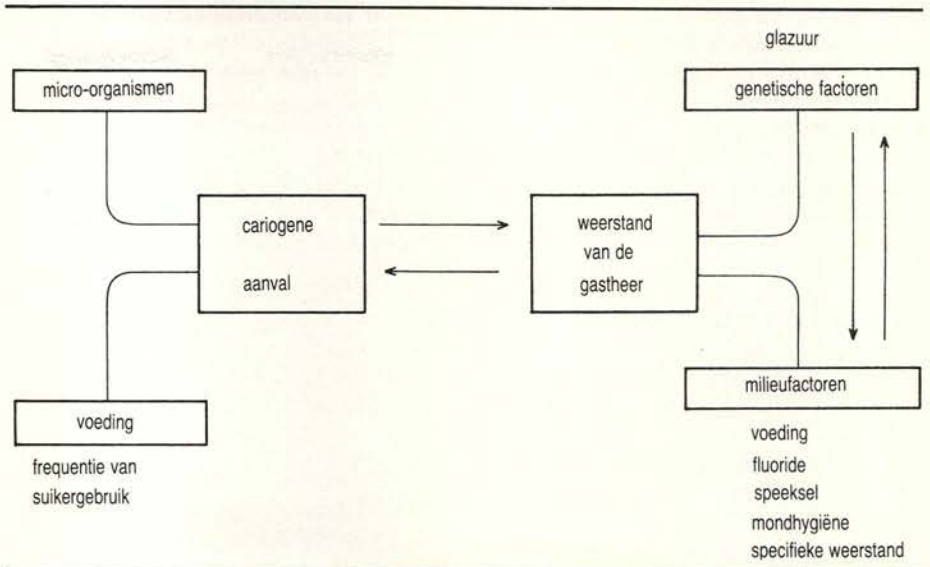 glazuur
micro-organismen
genetische factoren
cariogene
aanval
weerstand
van de
gastheer
voeding
frequentie van
suikergebruik
milieufactoren
voeding
fluoride
speeksel
mondhygiëne
specifieke weerstand